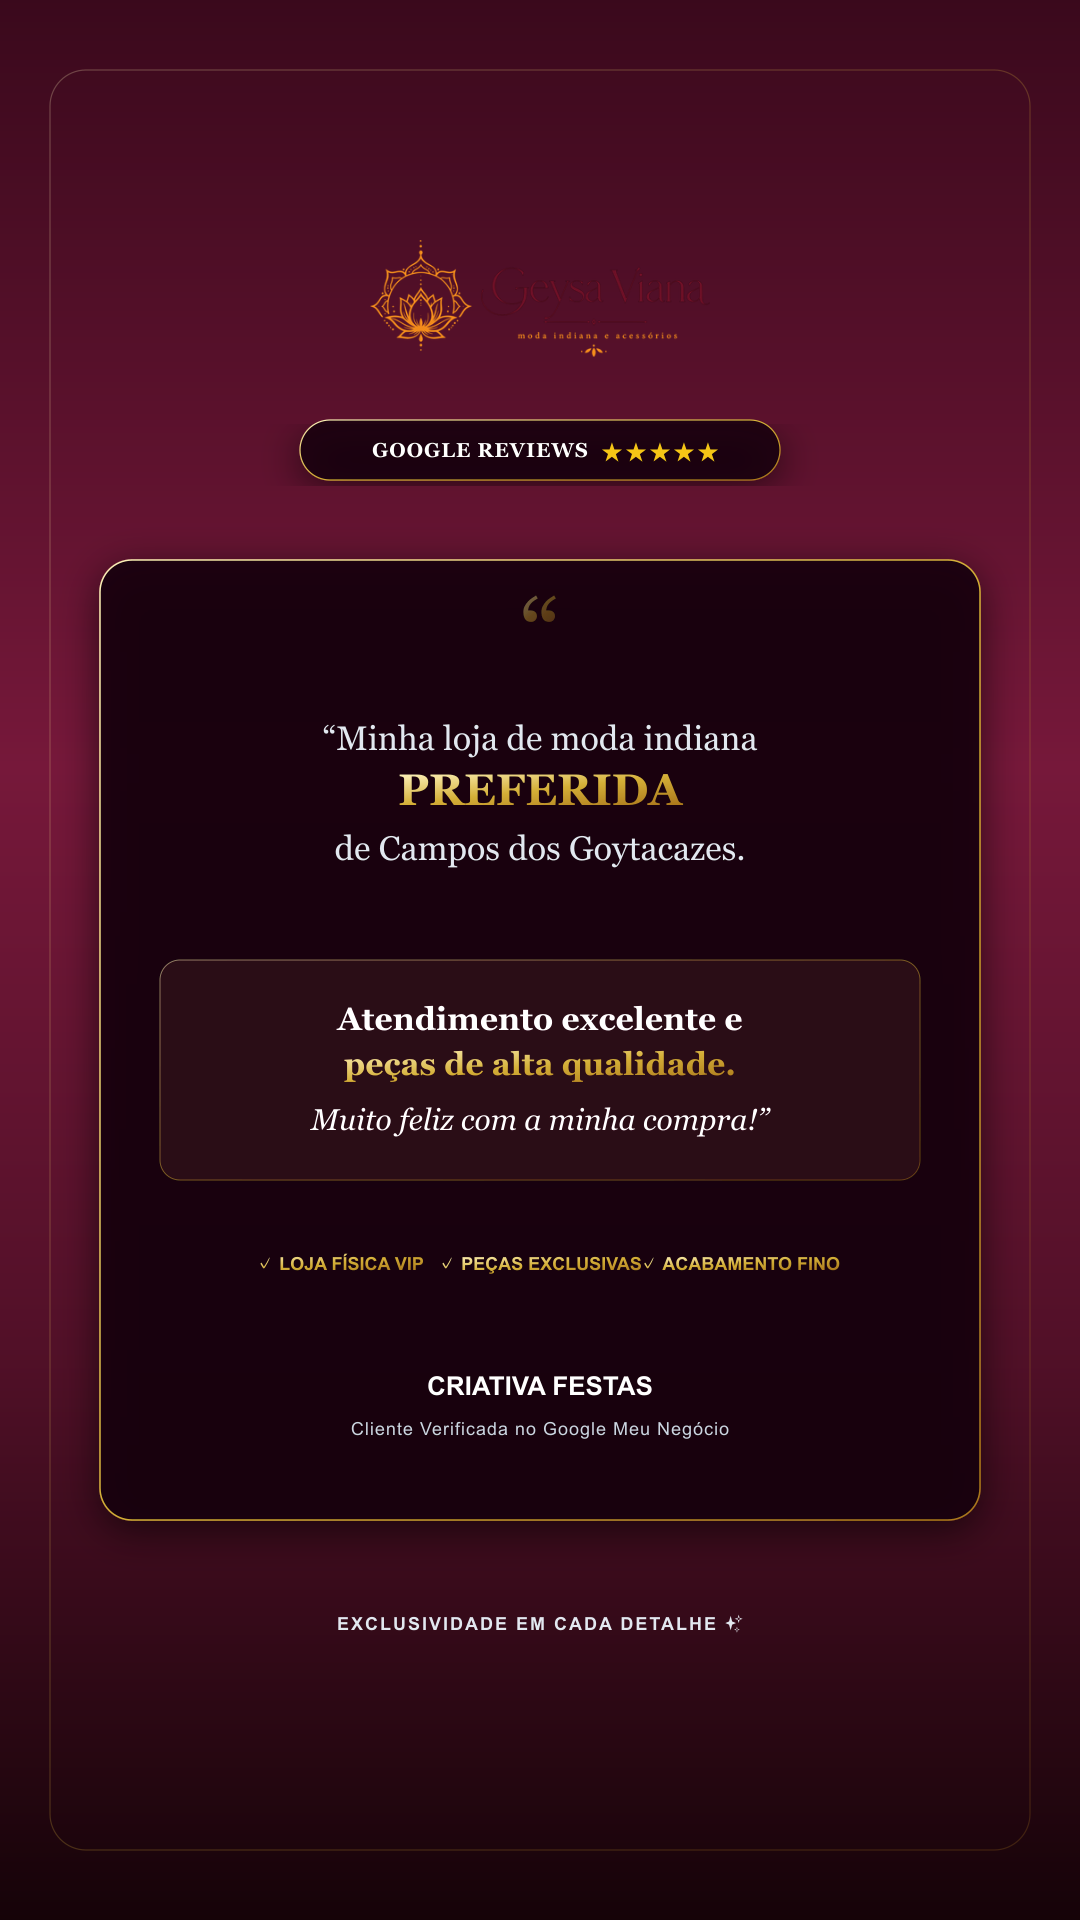 Geysa Viana
moda indiana e acessórios
GOOGLE REVIEWS ★★★★★
“
“Minha loja de moda indiana
PREFERIDA
de Campos dos Goytacazes.
Atendimento excelente e
peças de alta qualidade.
Muito feliz com a minha compra!”
✓ LOJA FÍSICA VIP ✓ PEÇAS EXCLUSIVAS ✓ ACABAMENTO FINO
CRIATIVA FESTAS
Cliente Verificada no Google Meu Negócio
EXCLUSIVIDADE EM CADA DETALHE ✨